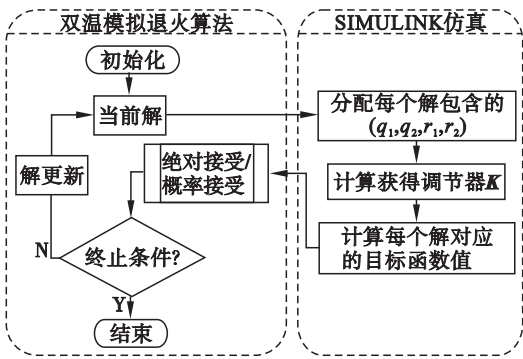 双温模拟退火算法
初始化
当前解
解更新
绝对接受/
概率接受
终止条件?
N
Y
结束
SIMULINK仿真
分配每个解包含的
(q1,q2,r1,r2)
计算获得调节器K
计算每个解对应
的目标函数值